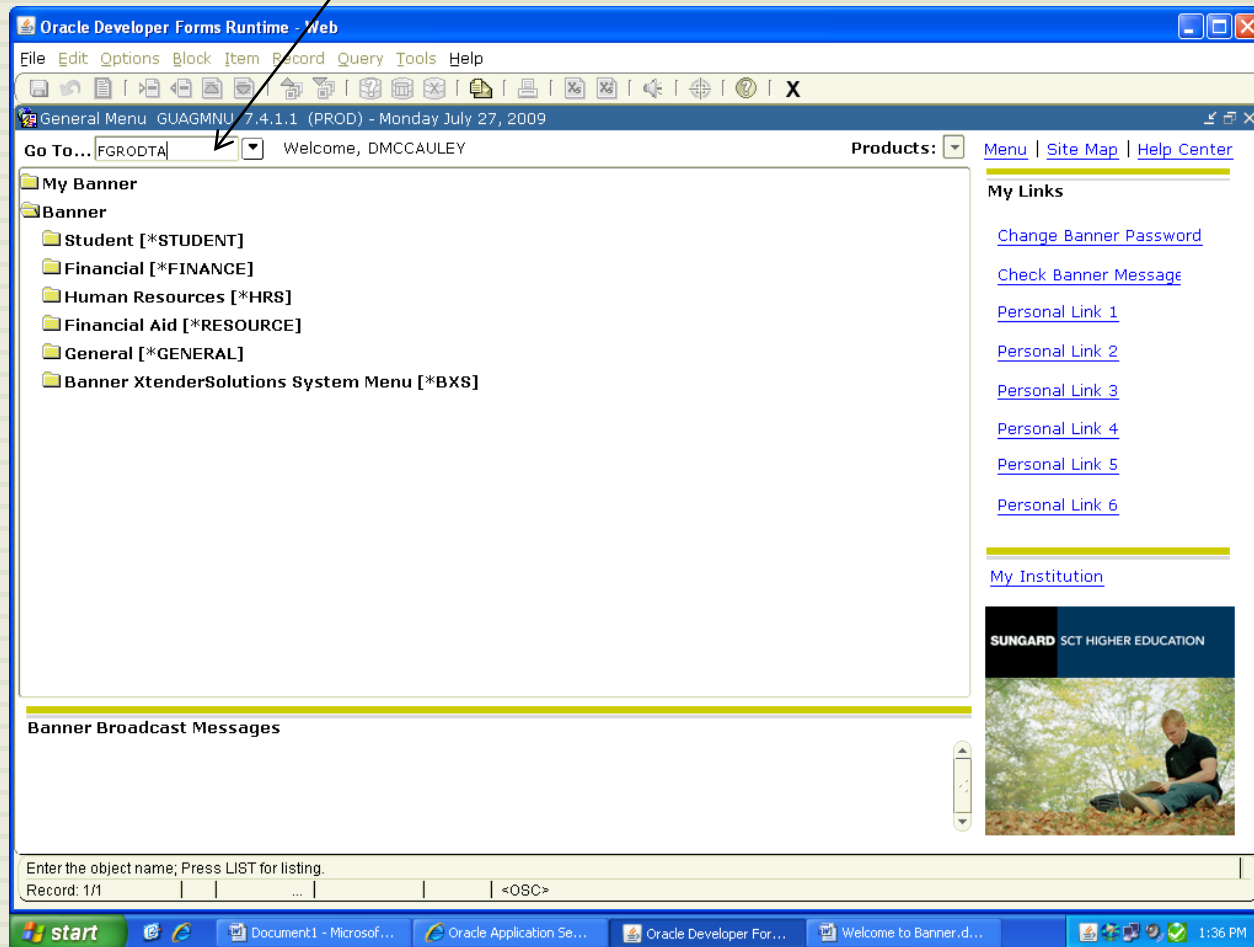 Oracle Developer Forms Runtime - Web
File Edit Options Block Item Record Query Tools Help
X
General Menu GUAGMNU 7.4.1.1 (PROD) - Monday July 27, 2009
Go To... FGRODTA Welcome, DMCCAULEY Products: Menu | Site Map | Help Center
My Banner
Banner
Student [*STUDENT]
Financial [*FINANCE]
Human Resources [*HRS]
Financial Aid [*RESOURCE]
General [*GENERAL]
Banner XtenderSolutions System Menu [*BXS]
My Links
Change Banner Password
Check Banner Message
Personal Link 1
Personal Link 2
Personal Link 3
Personal Link 4
Personal Link 5
Personal Link 6
My Institution
SUNGARD SCT HIGHER EDUCATION
Banner Broadcast Messages
Enter the object name; Press LIST for listing.
Record: 1/1 ... <OSC>
start Document1 - Microsof... Oracle Application Se... Oracle Developer For... Welcome to Banner.d... 1:36 PM